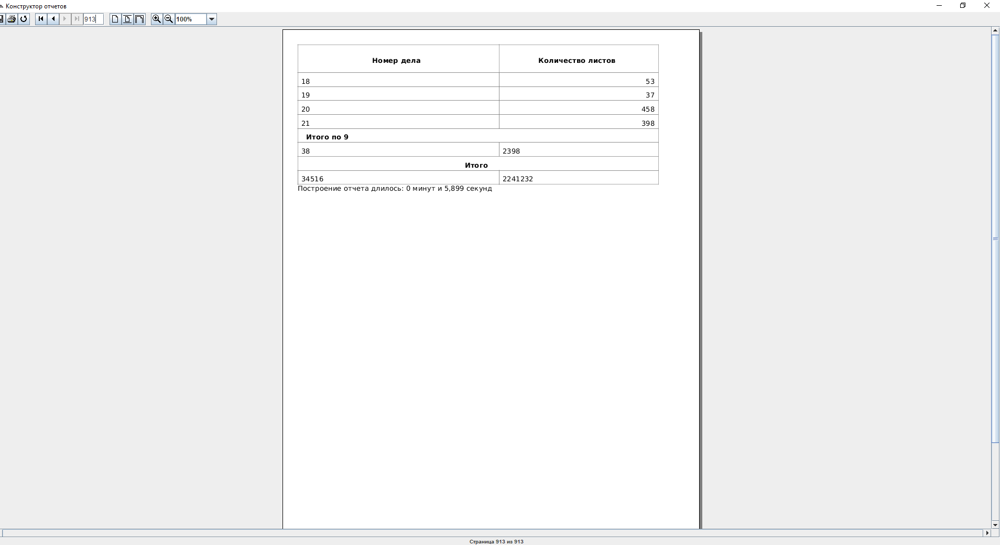 Конструктор отчетов
913
100%
Номер дела Количество листов
18 53
19 37
20 458
21 398
Итого по 9
38 2398
Итого
34516 2241232
Построение отчета длилось: 0 минут и 5,899 секунд
Страница 913 из 913